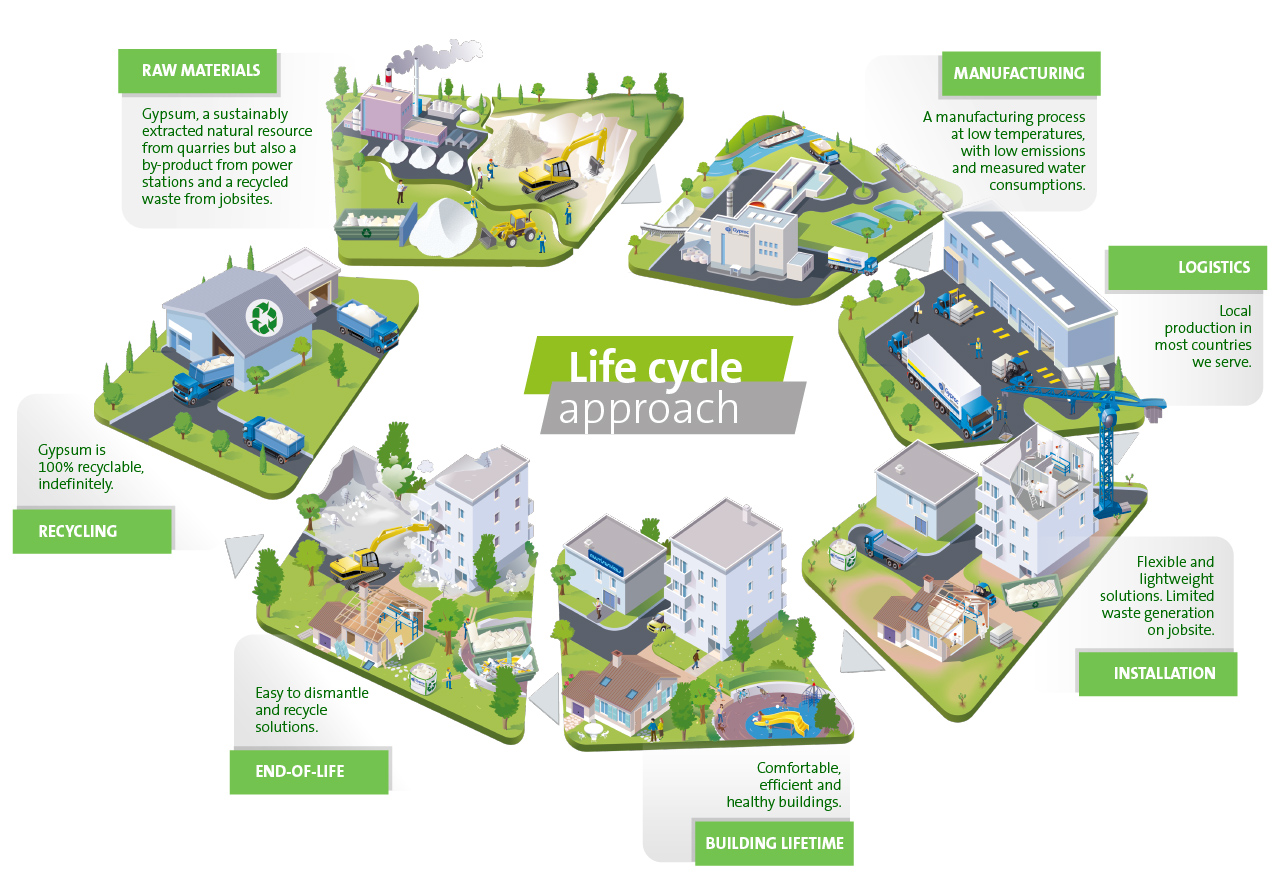 RAW MATERIALS
Gypsum, a sustainably
extracted natural resource
from quarries but also a
by-product from power
stations and a recycled
waste from jobsites.
MANUFACTURING
A manufacturing process
at low temperatures,
with low emissions
and measured water
consumptions.
Gyproc
LOGISTICS
Local
production in
most countries
we serve.
Gyproc
Life cycle
approach
Gypsum is
100% recyclable,
indefinitely.
RECYCLING
Flexible and
lightweight
solutions. Limited
waste generation
on jobsite.
INSTALLATION
Easy to dismantle
and recycle
solutions.
END-OF-LIFE
Comfortable,
efficient and
healthy buildings.
BUILDING LIFETIME